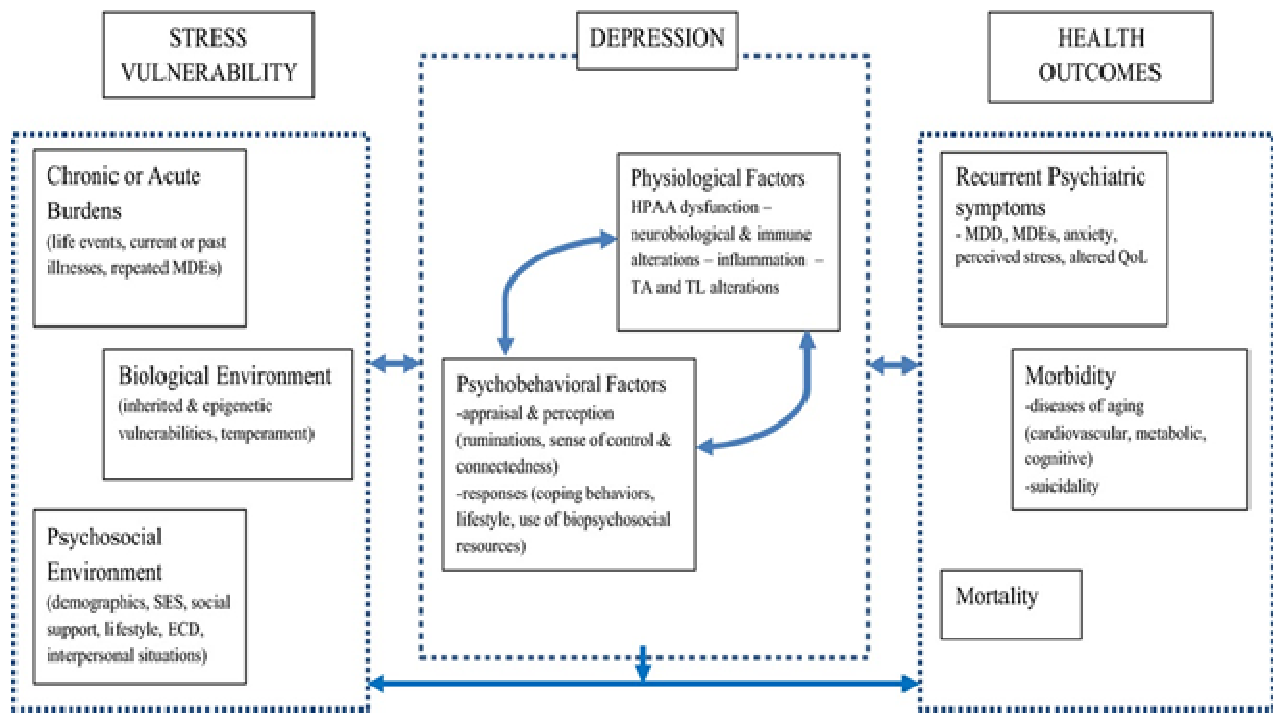 STRESS
VULNERABILITY
Chronic or Acute
Burdens
(life events, current or past
illnesses, repeated MDEs)
Biological Environment
(inherited & epigenetic
vulnerabilities, temperament)
Psychosocial
Environment
(demographics, SES, social
support, lifestyle, ECD,
interpersonal situations)
DEPRESSION
Physiological Factors
HPAA dysfunction –
neurobiological & immune
alterations – inflammation –
TA and TL alterations
Psychobehavioral Factors
-appraisal & perception
(ruminations, sense of control &
connectedness)
-responses (coping behaviors,
lifestyle, use of biopsychosocial
resources)
HEALTH
OUTCOMES
Recurrent Psychiatric
symptoms
- MDD, MDEs, anxiety,
perceived stress, altered QoL
Morbidity
-diseases of aging
(cardiovascular, metabolic,
cognitive)
-suicidality
Mortality